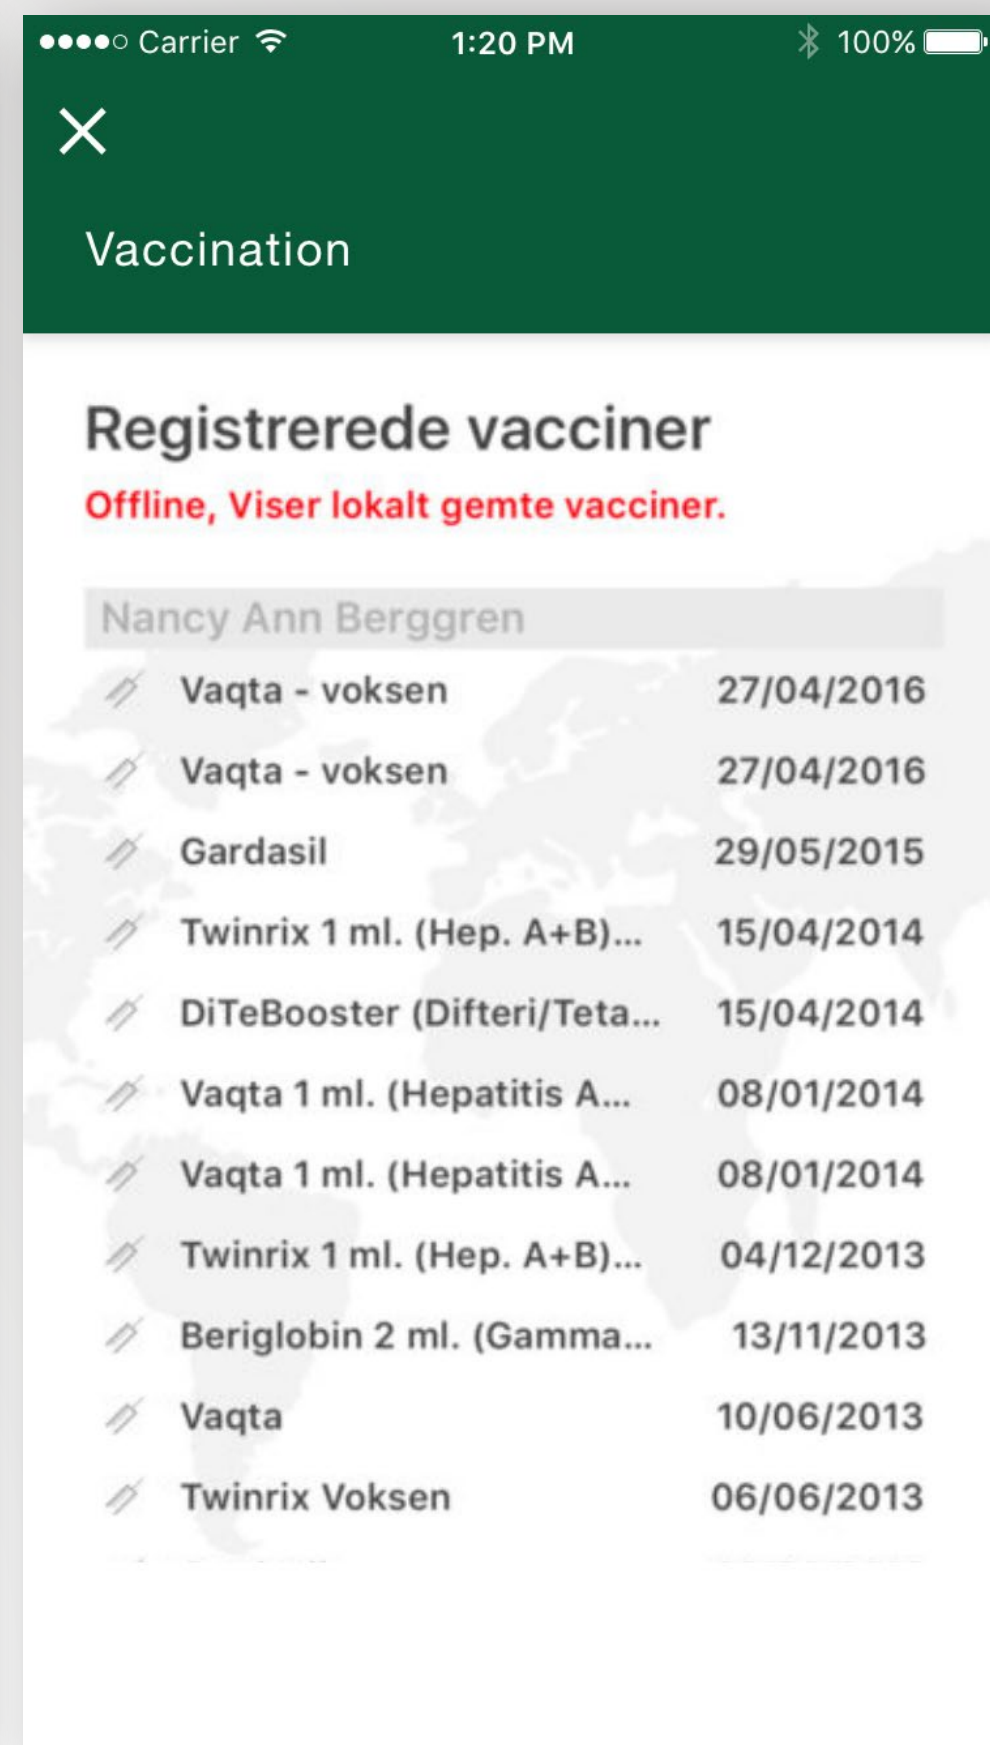 Carrier 1:20 PM 100%
Vaccination
Registrerede vacciner
Offline, Viser lokalt gemte vacciner.
Nancy Ann Berggren
Vaqta - voksen 27/04/2016
Vaqta - voksen 27/04/2016
Gardasil 29/05/2015
Twinrix 1 ml. (Hep. A+B)... 15/04/2014
DiTeBooster (Difteri/Teta... 15/04/2014
Vaqta 1 ml. (Hepatitis A... 08/01/2014
Vaqta 1 ml. (Hepatitis A... 08/01/2014
Twinrix 1 ml. (Hep. A+B)... 04/12/2013
Beriglobin 2 ml. (Gamma... 13/11/2013
Vaqta 10/06/2013
Twinrix Voksen 06/06/2013